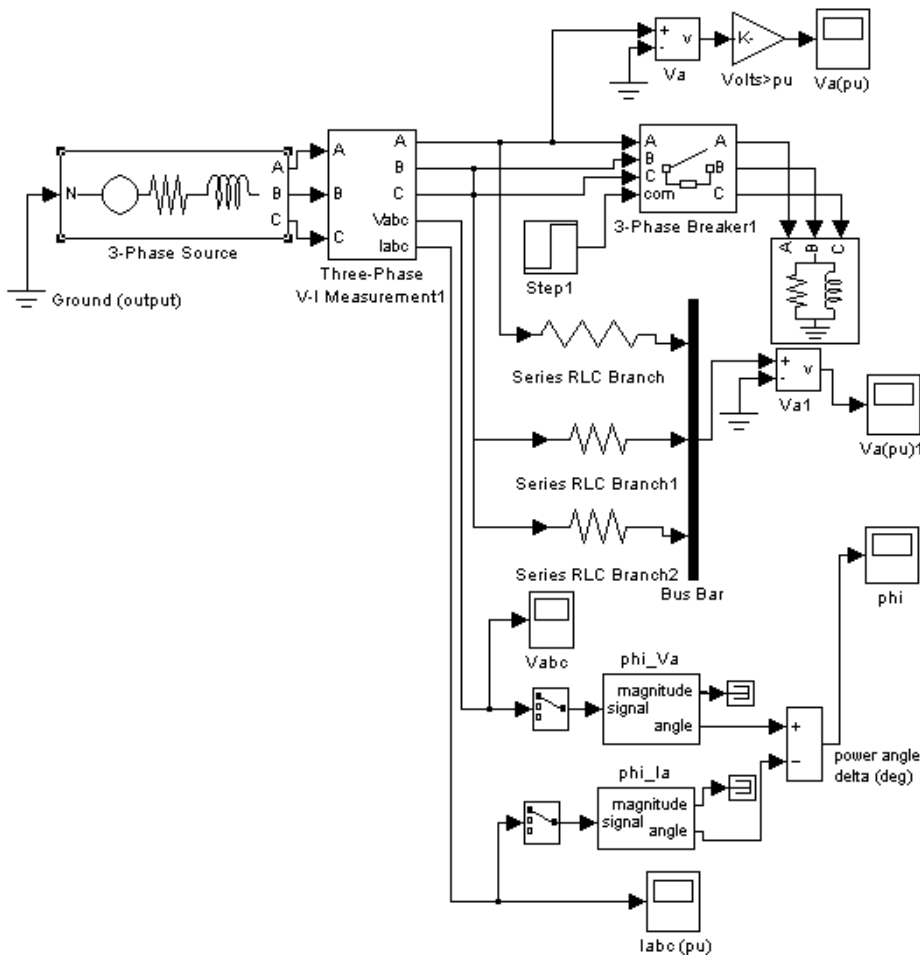 +
-
v
Va
K-
Volts>pu
Va(pu)
N
A
B
C
3-Phase Source
Ground (output)
A
B
C
A
B
C
Vabc
Iabc
Three-Phase
V-I Measurement1
A
B
C
com
A
B
C
3-Phase Breaker1
Step1
A
B
C
Series RLC Branch
+
-
v
Va1
Va(pu)1
Series RLC Branch1
Series RLC Branch2
Bus Bar
phi
Vabc
phi_Va
magnitude
signal
angle
+
−
power angle
delta (deg)
phi_Ia
magnitude
signal
angle
Iabc (pu)